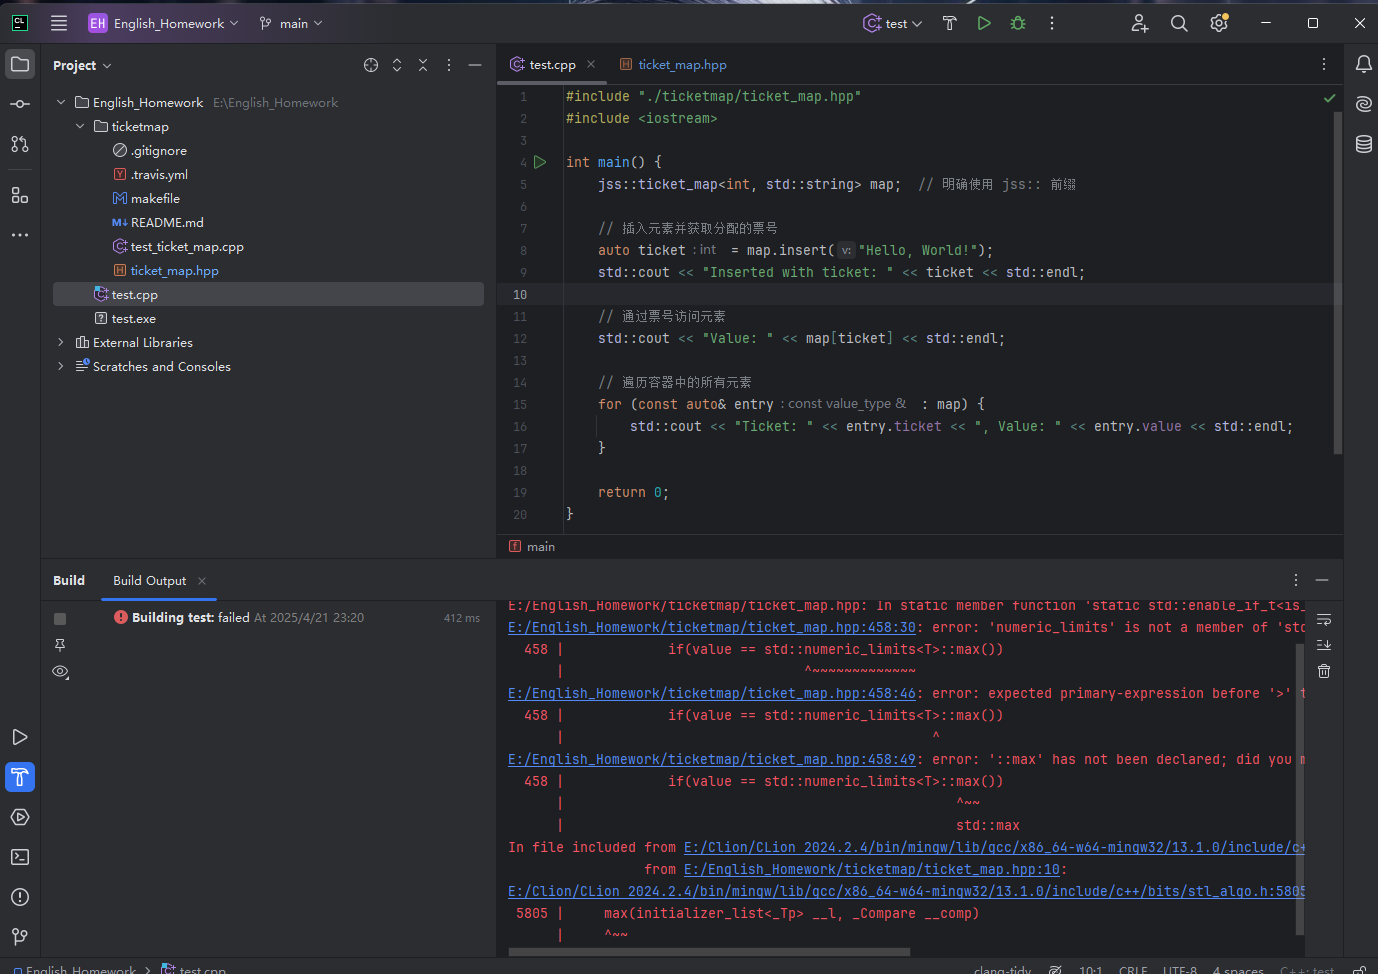 CL
EH English_Homework
main
test
Project
English_Homework E:\English_Homework
ticketmap
.gitignore
.travis.yml
makefile
README.md
test_ticket_map.cpp
ticket_map.hpp
test.cpp
test.exe
External Libraries
Scratches and Consoles
test.cpp
ticket_map.hpp
1 #include "./ticketmap/ticket_map.hpp"
2 #include <iostream>
3
4 int main() {
5 jss::ticket_map<int, std::string> map; // 明确使用 jss:: 前缀
6
7 // 插入元素并获取分配的票号
8 auto ticket : int = map.insert( v: "Hello, World!");
9 std::cout << "Inserted with ticket: " << ticket << std::endl;
10
11 // 通过票号访问元素
12 std::cout << "Value: " << map[ticket] << std::endl;
13
14 // 遍历容器中的所有元素
15 for (const auto& entry : const value_type & : map) {
16 std::cout << "Ticket: " << entry.ticket << ", Value: " << entry.value << std::endl;
17 }
18
19 return 0;
20 }
f main
Build
Build Output
Building test: failed At 2025/4/21 23:20 412 ms
E:/English_Homework/ticketmap/ticket_map.hpp: In static member function 'static std::enable_if_t<is_
E:/English_Homework/ticketmap/ticket_map.hpp:458:30: error: 'numeric_limits' is not a member of 'std
458 | if(value == std::numeric_limits<T>::max())
| ^~~~~~~~~~~~~~
E:/English_Homework/ticketmap/ticket_map.hpp:458:46: error: expected primary-expression before '>' t
458 | if(value == std::numeric_limits<T>::max())
| ^
E:/English_Homework/ticketmap/ticket_map.hpp:458:49: error: '::max' has not been declared; did you m
458 | if(value == std::numeric_limits<T>::max())
| ^~~
| std::max
In file included from E:/Clion/CLion 2024.2.4/bin/mingw/lib/gcc/x86_64-w64-mingw32/13.1.0/include/c+
from E:/English_Homework/ticketmap/ticket_map.hpp:10:
E:/Clion/CLion 2024.2.4/bin/mingw/lib/gcc/x86_64-w64-mingw32/13.1.0/include/c++/bits/stl_algo.h:5805
5805 | max(initializer_list<_Tp> __l, _Compare __comp)
| ^~~
English_Homework > test.cpp
clang-tidy 10:1 CRLF UTF-8 4 spaces C++: test